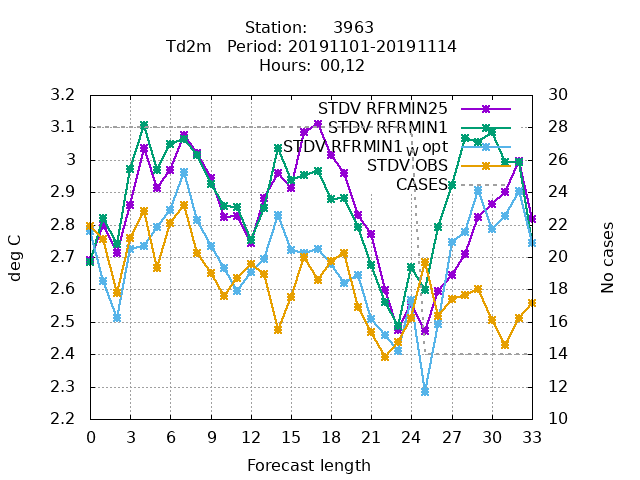 Station: 3963
Td2m Period: 20191101-20191114
Hours: 00,12
STDV RFRMIN25
STDV RFRMIN1
STDV RFRMIN1_w_opt
STDV OBS
CASES
3.2
3.1
3
2.9
2.8
2.7
2.6
2.5
2.4
2.3
2.2
deg C
30
28
26
24
22
20
18
16
14
12
10
No cases
0 3 6 9 12 15 18 21 24 27 30 33
Forecast length